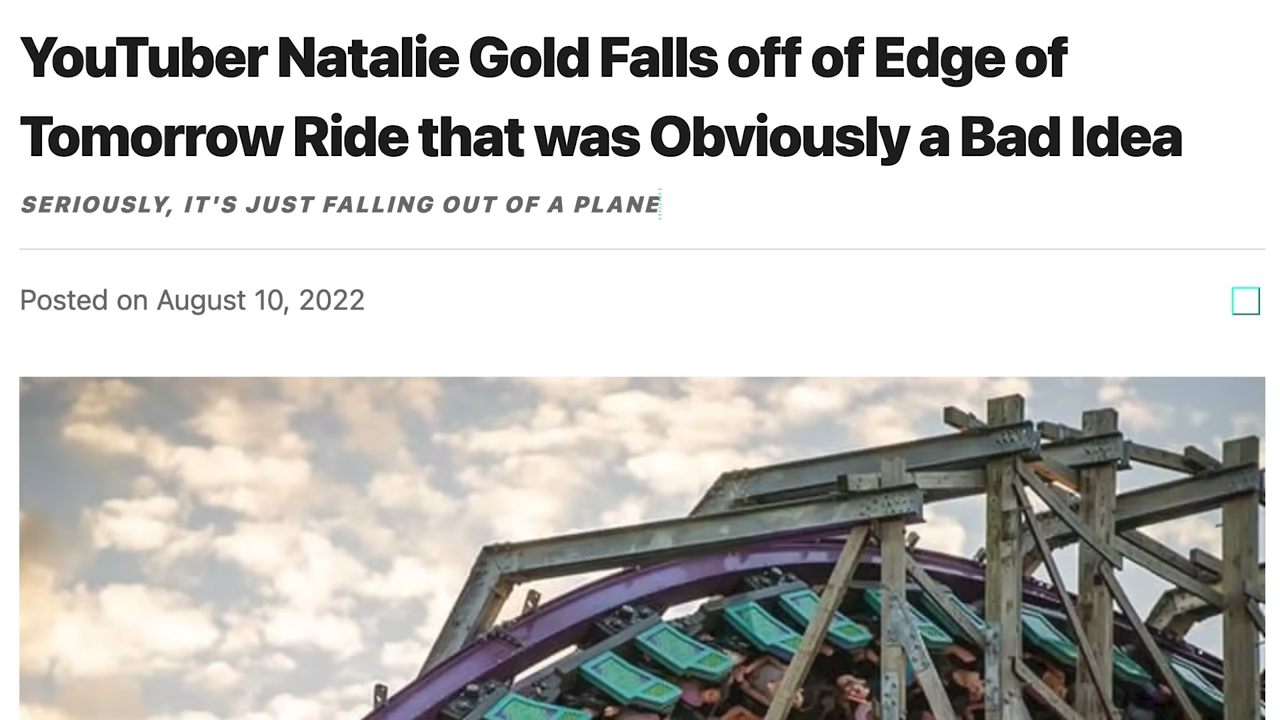 YouTuber Natalie Gold Falls off of Edge of
Tomorrow Ride that was Obviously a Bad Idea
SERIOUSLY, IT'S JUST FALLING OUT OF A PLANE
Posted on August 10, 2022